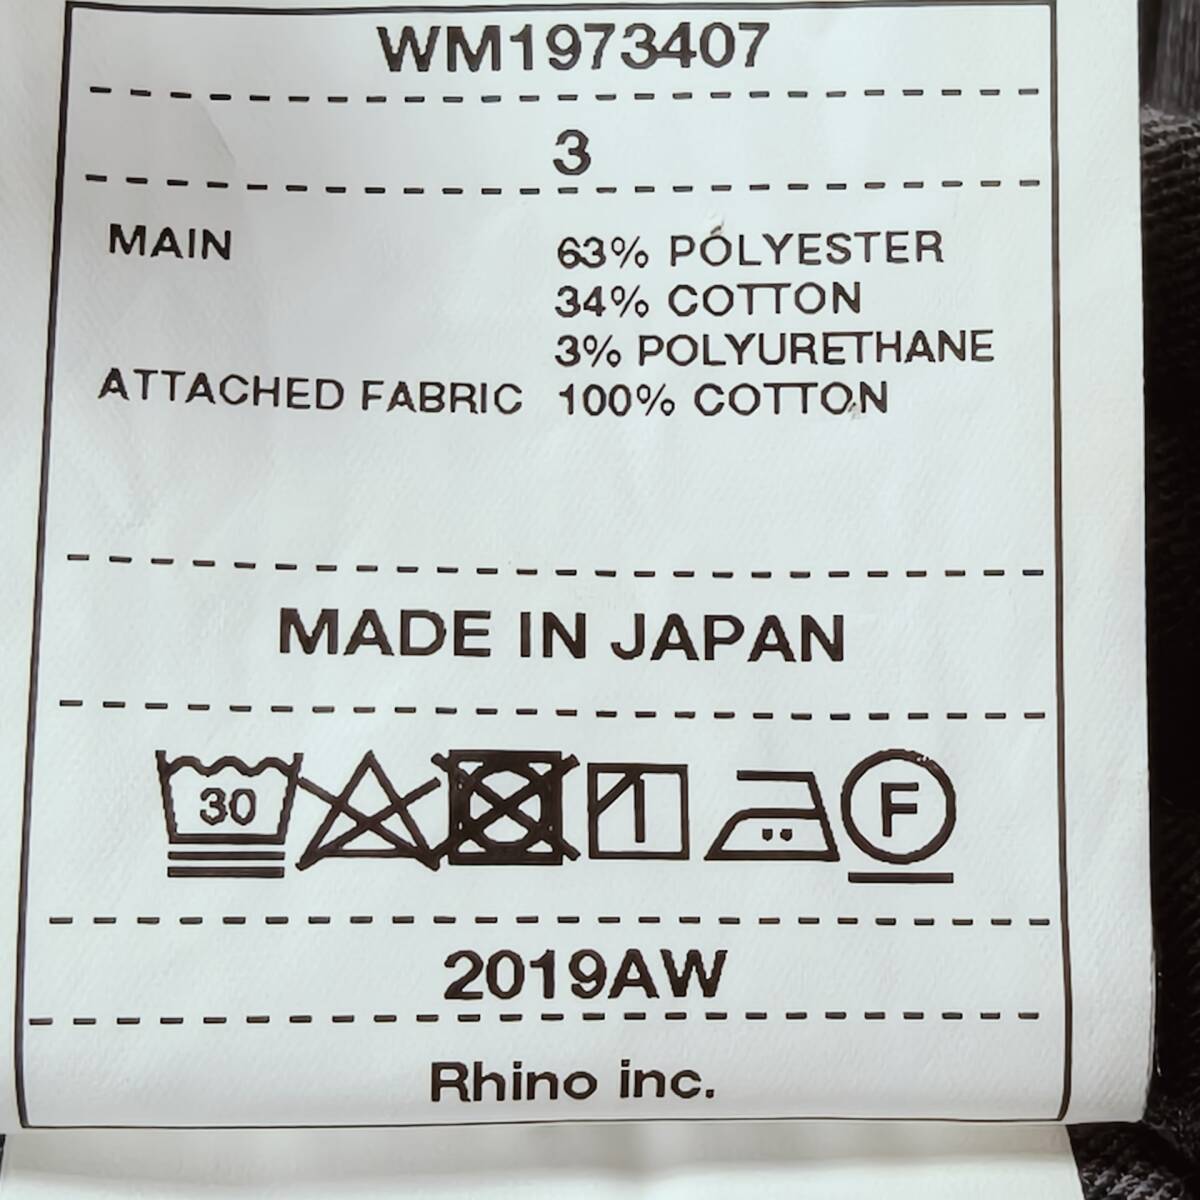 WM1973407
3
MAIN 63% POLYESTER
34% COTTON
3% POLYURETHANE
ATTACHED FABRIC 100% COTTON
MADE IN JAPAN
30 F
2019AW
Rhino inc.